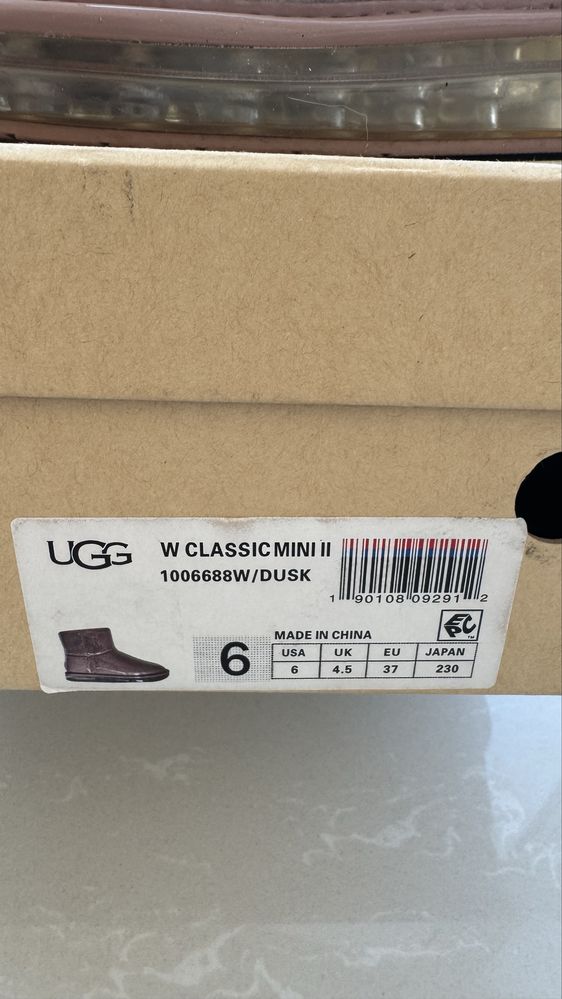 UGG
W CLASSIC MINI II
1006688W/DUSK
1 90108 09291 2
6
MADE IN CHINA
EPC™
USA UK EU JAPAN
6 4.5 37 230